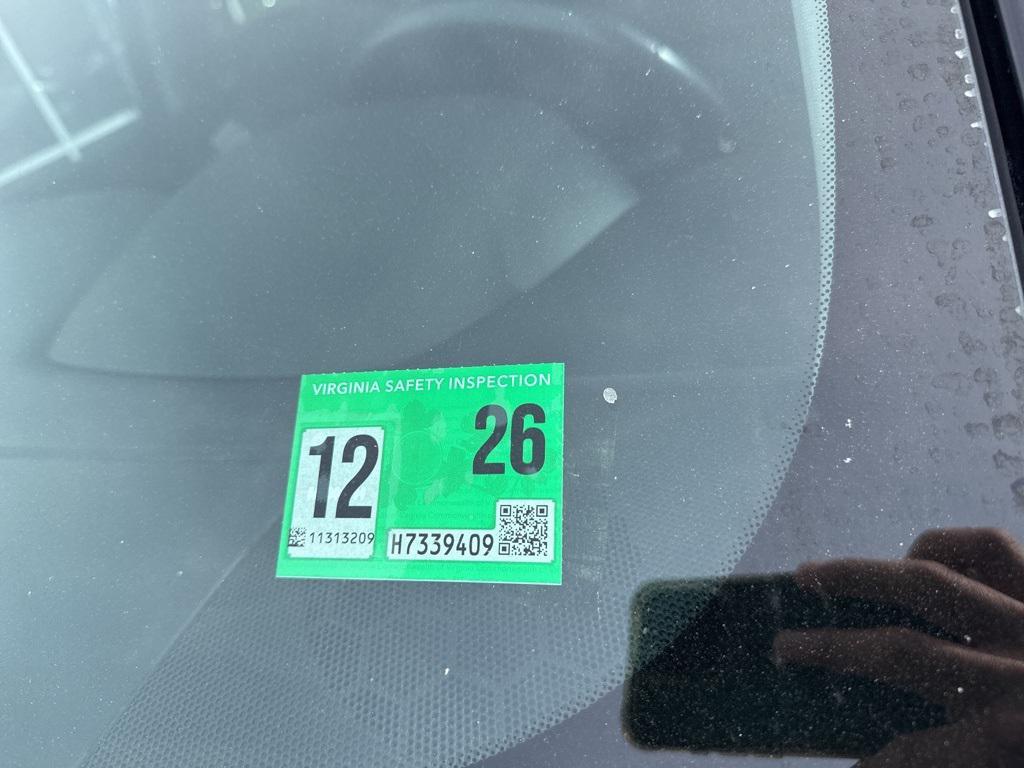 VIRGINIA SAFETY INSPECTION
12
26
11313209
H7339409